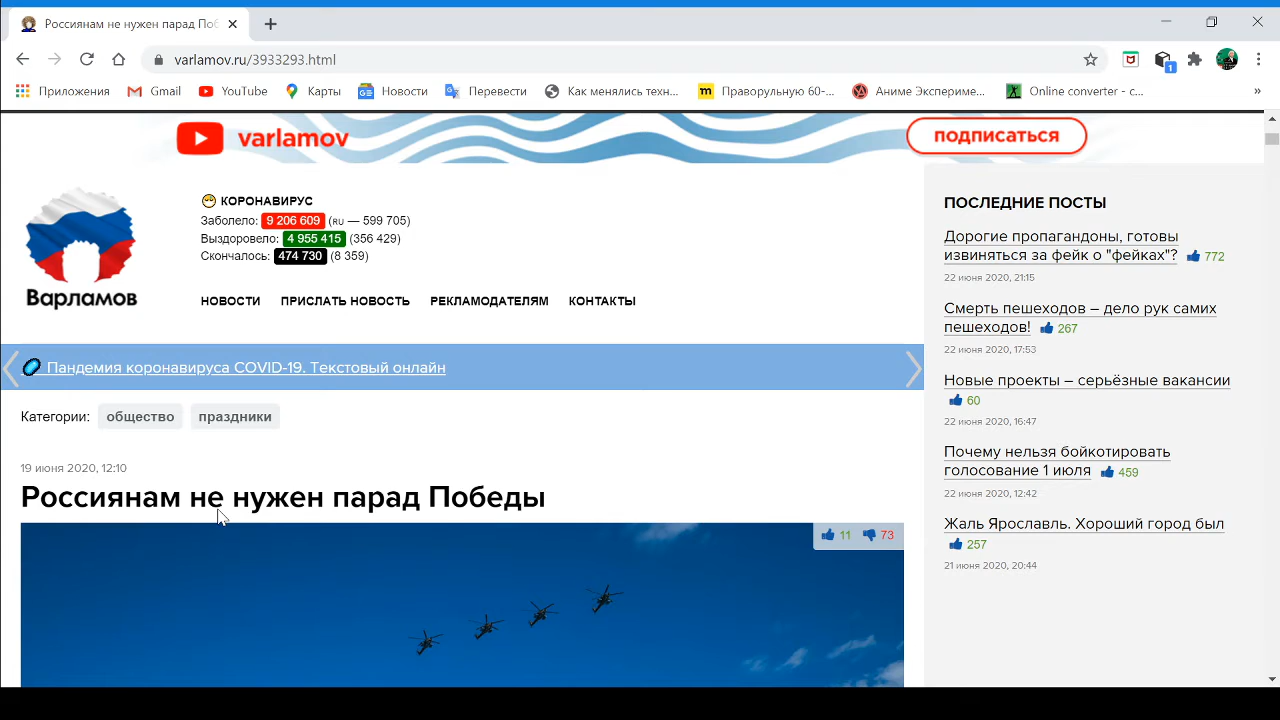 Россиянам не нужен парад Поб
varlamov.ru/3933293.html
1
Приложения Gmail YouTube Карты Новости Перевести Как менялись техн... Праворульную 60-... Аниме Экспериме... Online converter - с... »
varlamov
подписаться
Варламов
КОРОНАВИРУС
Заболело: 9 206 609 (RU — 599 705)
Выздоровело: 4 955 415 (356 429)
Скончалось: 474 730 (8 359)
НОВОСТИ ПРИСЛАТЬ НОВОСТЬ РЕКЛАМОДАТЕЛЯМ КОНТАКТЫ
Пандемия коронавируса COVID-19. Текстовый онлайн
Категории: общество праздники
19 июня 2020, 12:10
Россиянам не нужен парад Победы
11 73
ПОСЛЕДНИЕ ПОСТЫ
Дорогие пропагандоны, готовы
извиняться за фейк о "фейках"? 772
22 июня 2020, 21:15
Смерть пешеходов – дело рук самих
пешеходов! 267
22 июня 2020, 17:53
Новые проекты – серьёзные вакансии
60
22 июня 2020, 16:47
Почему нельзя бойкотировать
голосование 1 июля 459
22 июня 2020, 12:42
Жаль Ярославль. Хороший город был
257
21 июня 2020, 20:44